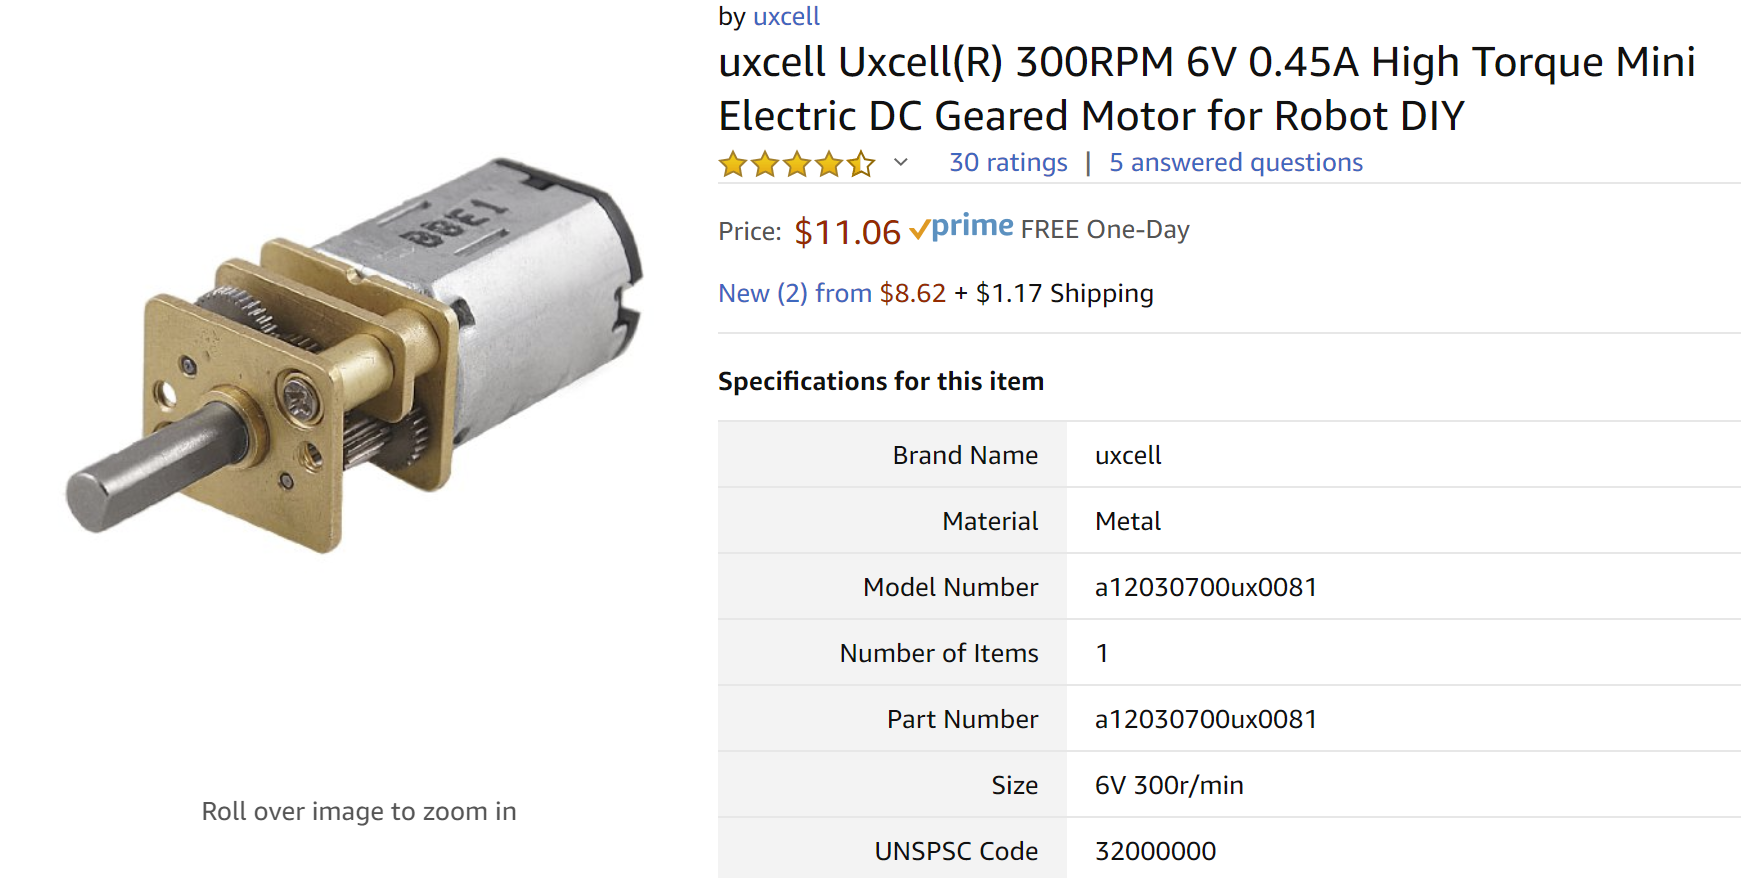 by uxcell
uxcell Uxcell(R) 300RPM 6V 0.45A High Torque Mini
Electric DC Geared Motor for Robot DIY
30 ratings | 5 answered questions
Price: $11.06 prime FREE One-Day
New (2) from $8.62 + $1.17 Shipping
Specifications for this item
Brand Name uxcell
Material Metal
Model Number a12030700ux0081
Number of Items 1
Part Number a12030700ux0081
Size 6V 300r/min
UNSPSC Code 32000000
BBE1
Roll over image to zoom in